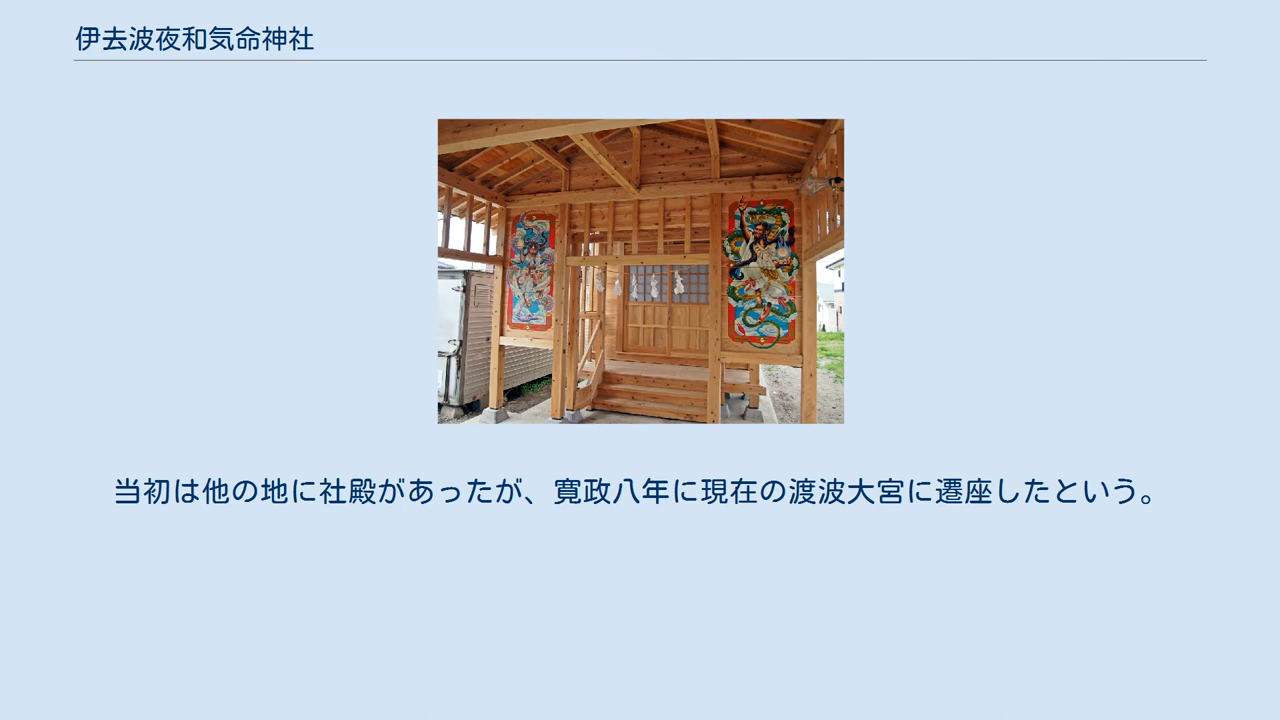 伊去波夜和気命神社
当初は他の地に社殿があったが、寛政八年に現在の渡波大宮に遷座したという。